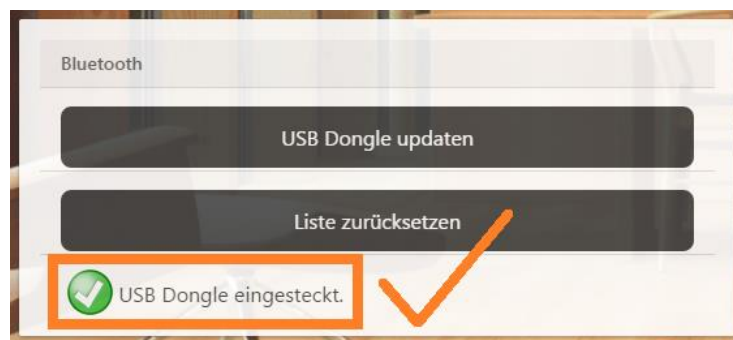 Bluetooth
USB Dongle updaten
Liste zurücksetzen
USB Dongle eingesteckt.